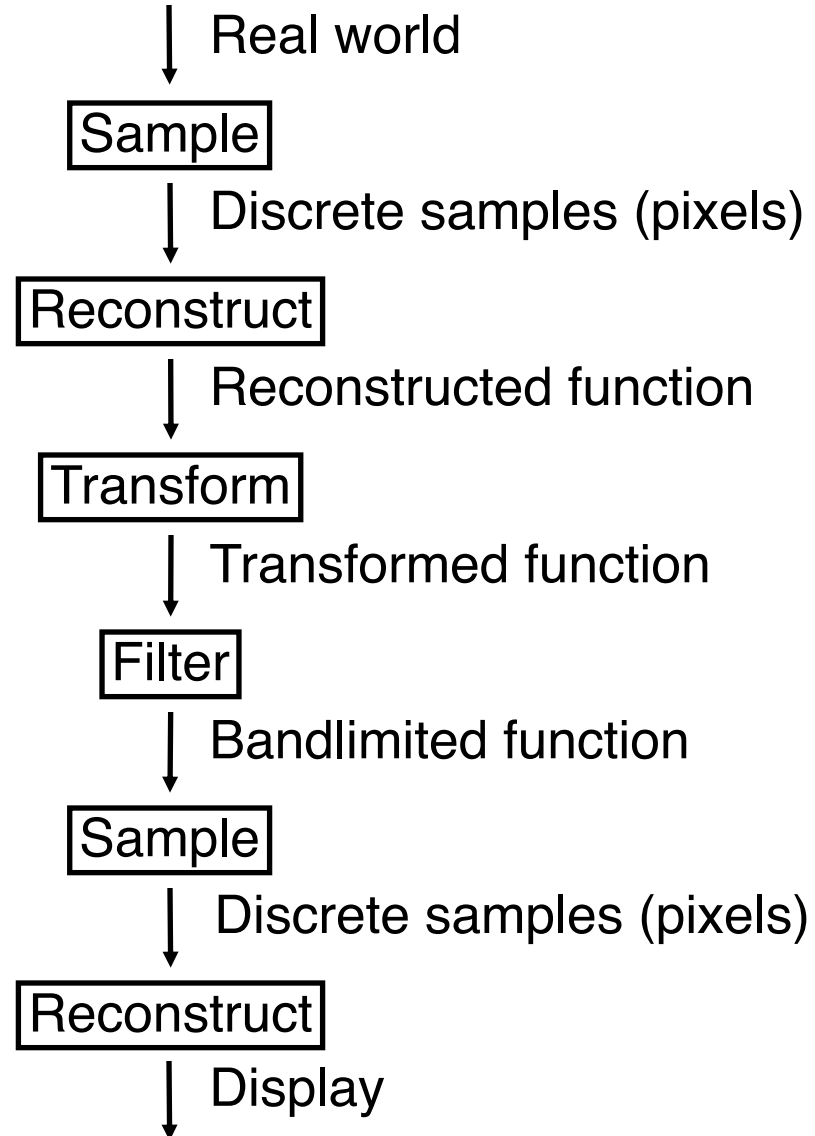 Real world
Sample
Discrete samples (pixels)
Reconstruct
Reconstructed function
Transform
Transformed function
Filter
Bandlimited function
Sample
Discrete samples (pixels)
Reconstruct
Display